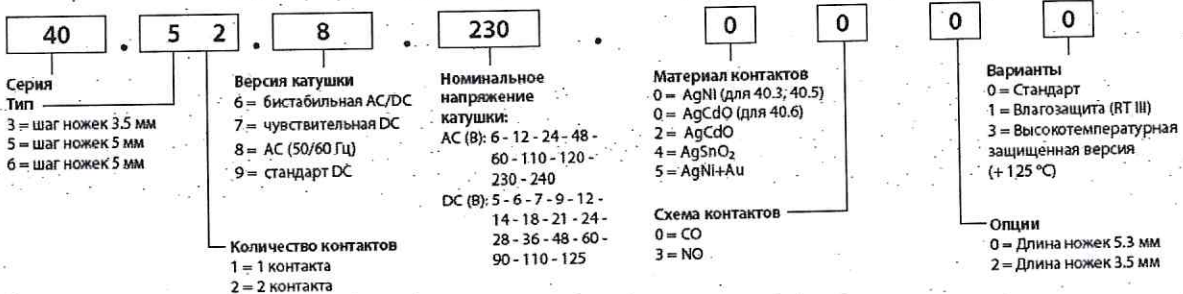 40 . 5 2 . 8 . 230 . 0 0 0 0
Серия
Тип
3 = шаг ножек 3.5 мм
5 = шаг ножек 5 мм
6 = шаг ножек 5 мм
Версия катушки
6 = бистабильная AC/DC
7 = чувствительная DC
8 = AC (50/60 Гц)
9 = стандарт DC
Количество контактов
1 = 1 контакта
2 = 2 контакта
Номинальное
напряжение
катушки:
AC (В): 6 - 12 - 24 - 48 -
60 - 110 - 120 -
230 - 240
DC (В): 5 - 6 - 7 - 9 - 12 -
14 - 18 - 21 - 24 -
28 - 36 - 48 - 60 -
90 - 110 - 125
Материал контактов
0 = AgNi (для 40.3, 40.5)
0 = AgCdO (для 40.6)
2 = AgCdO
4 = AgSnO₂
5 = AgNi+Au
Схема контактов
0 = CO
3 = NO
Варианты
0 = Стандарт
1 = Влагозащита (RT III)
3 = Высокотемпературная
защищенная версия
(+ 125 °C)
Опции
0 = Длина ножек 5.3 мм
2 = Длина ножек 3.5 мм